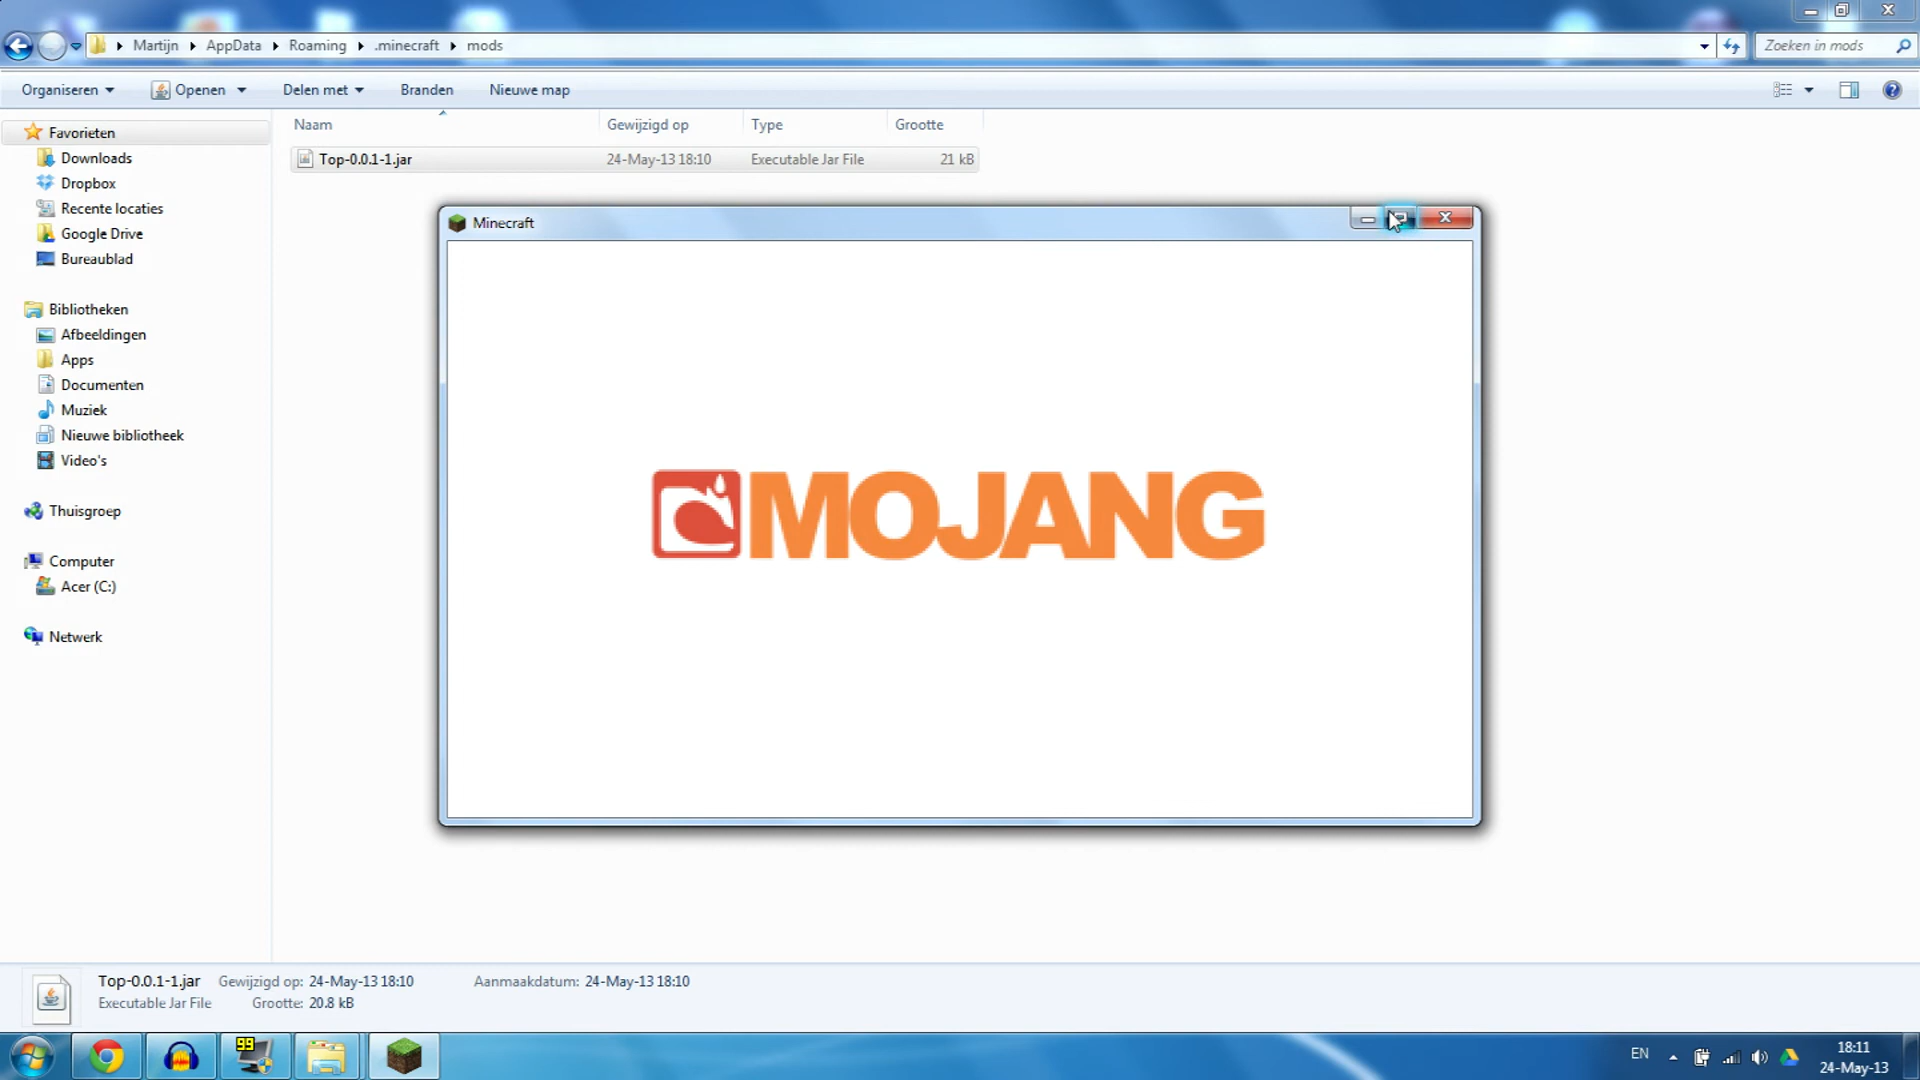 Martijn AppData Roaming .minecraft mods
Zoeken in mods
Organiseren Openen Delen met Branden Nieuwe map
Naam Gewijzigd op Type Grootte
Top-0.0.1-1.jar 24-May-13 18:10 Executable Jar File 21 kB
Favorieten
Downloads
Dropbox
Recente locaties
Google Drive
Bureaublad
Bibliotheken
Afbeeldingen
Apps
Documenten
Muziek
Nieuwe bibliotheek
Video's
Thuisgroep
Computer
Acer (C:)
Netwerk
Minecraft
MOJANG
Top-0.0.1-1.jar Gewijzigd op: 24-May-13 18:10 Aanmaakdatum: 24-May-13 18:10
Executable Jar File Grootte: 20.8 kB
99
EN
18:11
24-May-13